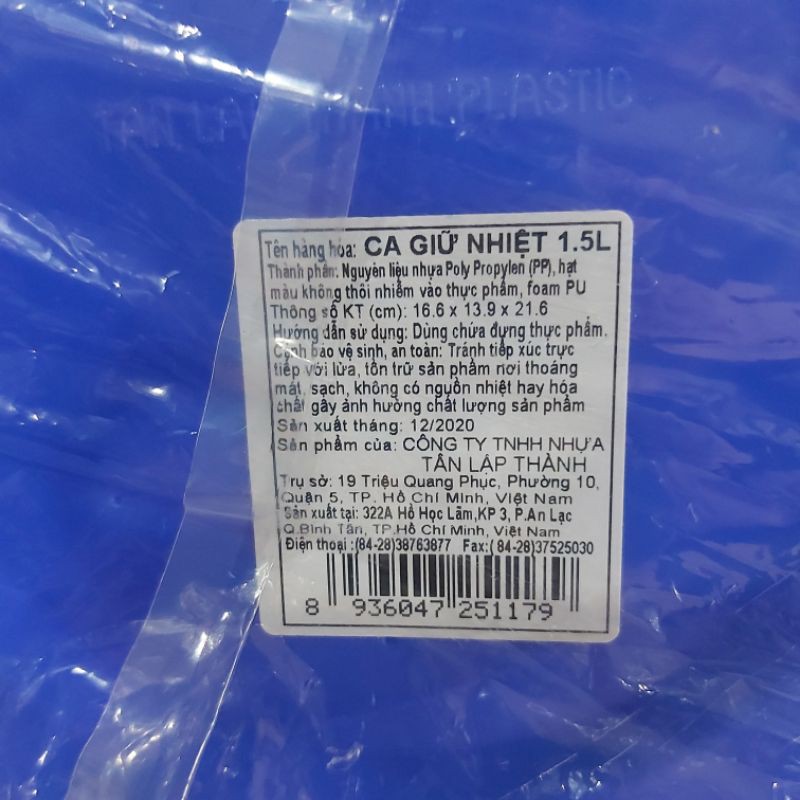 TAN LAP THANH PLASTIC
Tên hàng hóa: CA GIỮ NHIỆT 1.5L
Thành phần: Nguyên liệu nhựa Poly Propylen (PP), hạt
màu không thôi nhiễm vào thực phẩm, foam PU
Thông số KT (cm): 16.6 x 13.9 x 21.6
Hướng dẫn sử dụng: Dùng chứa đựng thực phẩm.
Cảnh báo vệ sinh, an toàn: Tránh tiếp xúc trực
tiếp với lửa, tồn trữ sản phẩm nơi thoáng
mát, sạch, không có nguồn nhiệt hay hóa
chất gây ảnh hưởng chất lượng sản phẩm
Sản xuất tháng: 12/2020
Sản phẩm của: CÔNG TY TNHH NHỰA
TÂN LẬP THÀNH
Trụ sở: 19 Triệu Quang Phục, Phường 10,
Quận 5, TP. Hồ Chí Minh, Việt Nam
Sản xuất tại: 322A Hồ Học Lãm,KP 3, P.An Lạc
Q.Bình Tân, TP.Hồ Chí Minh, Việt Nam
Điện thoại :(84-28)38763877 Fax:( 84-28)37525030
8 936047 251179